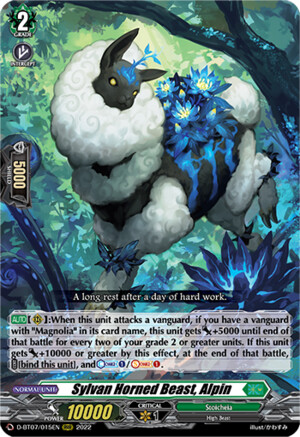 2
GRADE
INTERCEPT
5000
SHIELD
A long rest after a day of hard work.
AUTO :When this unit attacks a vanguard, if you have a vanguard
with "Magnolia" in its card name, this unit gets +5000 until end of
that battle for every two of your grade 2 or greater units. If this unit
gets +10000 or greater by this effect, at the end of that battle,
[bind this unit], and
NORMAL UNIT
Sylvan Horned Beast, Alpin
POWER 10000 CRITICAL 1
Stoicheia
High Beast
D-BT07/015EN RRR 2022
illust/かわすみ